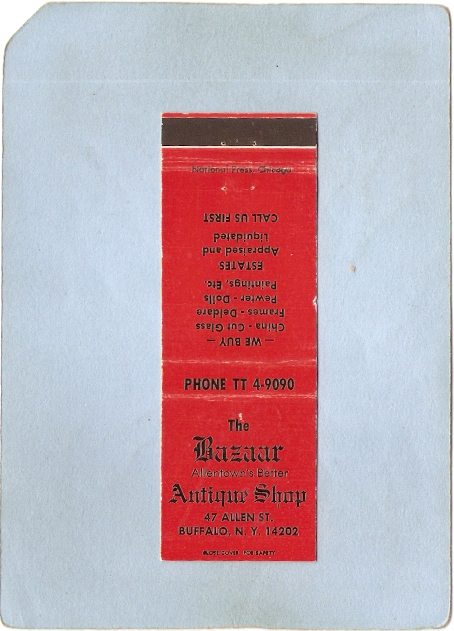 National Press, Chicago
— WE BUY —
China - Cut Glass
Frames - Deldare
Pewter - Dolls
Paintings, Etc.
ESTATES
Appraised and
Liquidated
CALL US FIRST
PHONE TT 4-9090
The
Bazaar
Allentown's Better
Antique Shop
47 ALLEN ST.
BUFFALO, N. Y. 14202
CLOSE COVER FOR SAFETY